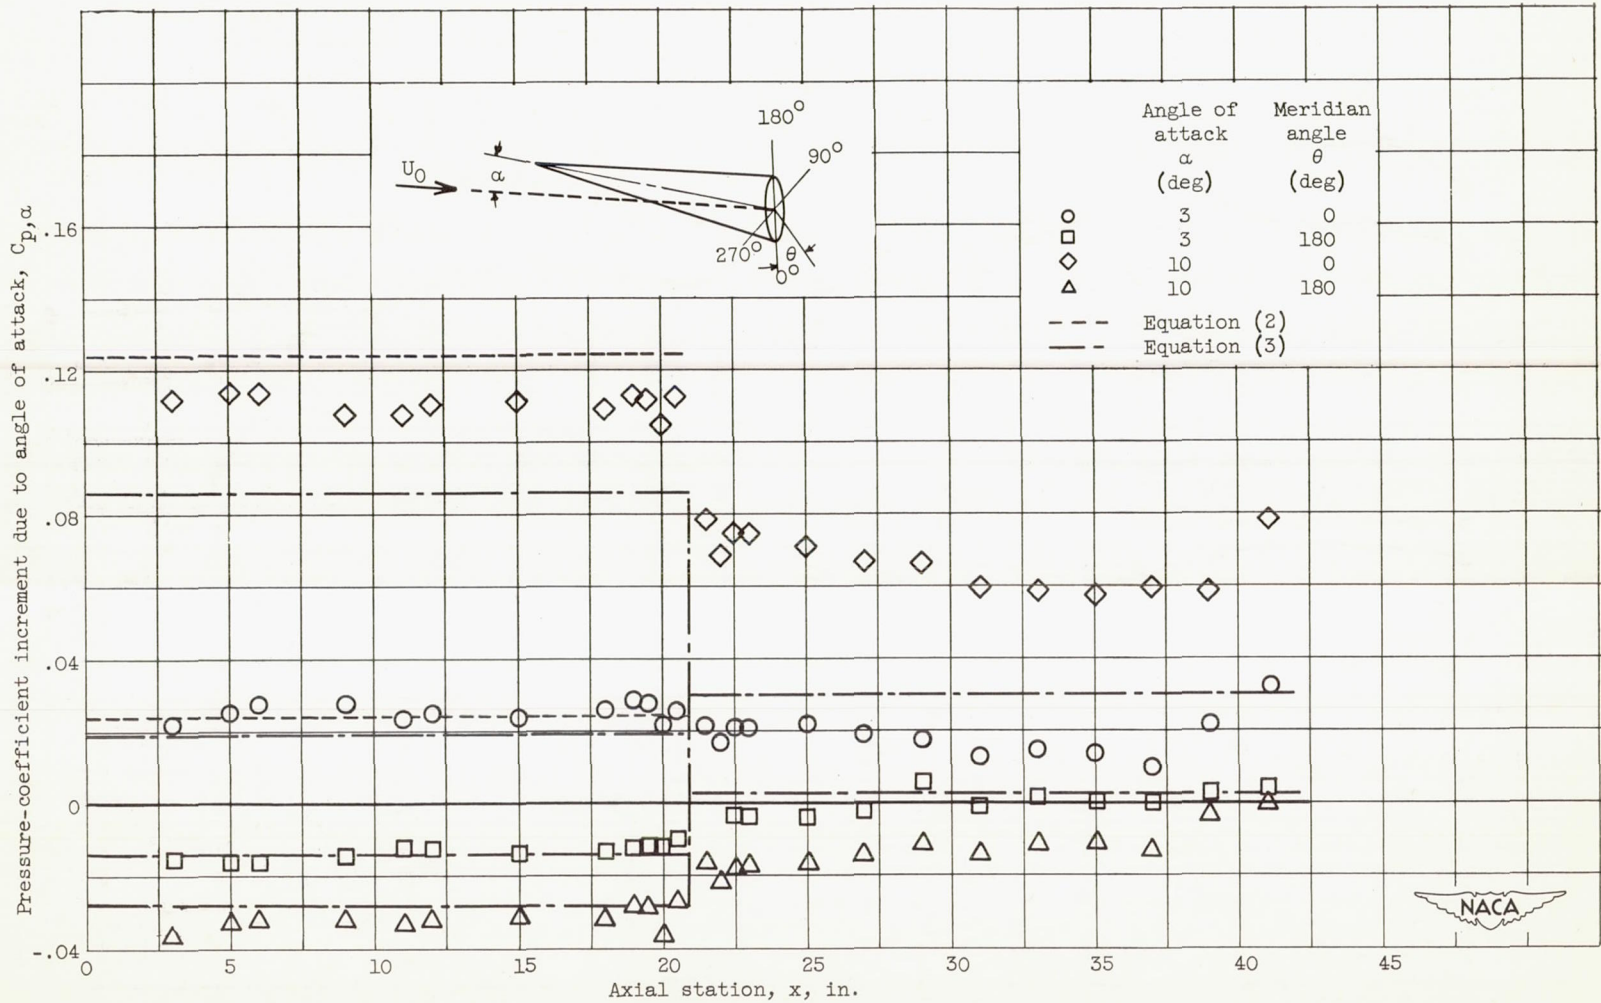 Pressure-coefficient increment due to angle of attack, Cp,α
.16
.12
.08
.04
0
-.04
0 5 10 15 20 25 30 35 40 45
Axial station, x, in.
U0
α
180°
90°
270°
θ
0°
Angle of Meridian
attack angle
α θ
(deg) (deg)
3 0
3 180
10 0
10 180
Equation (2)
Equation (3)
NACA